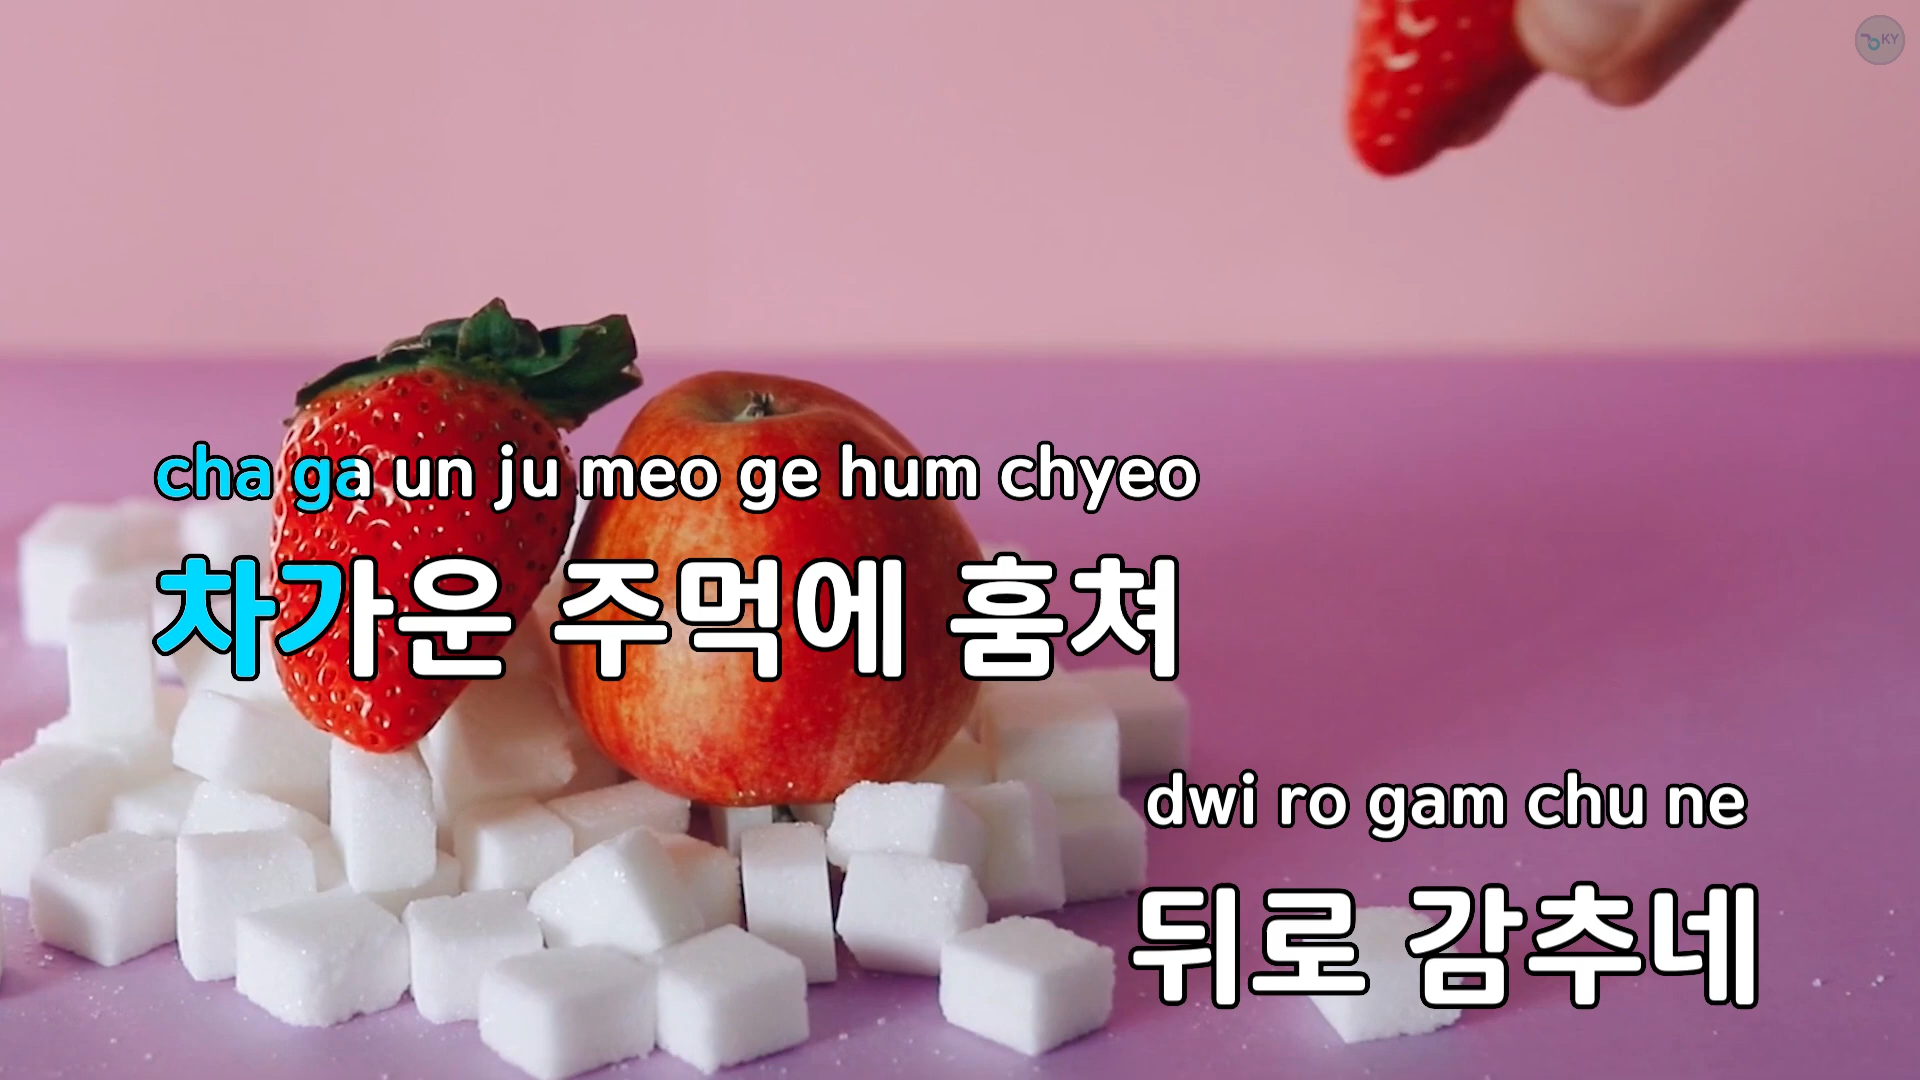 KY
cha ga un ju meo ge hum chyeo
차가운 주먹에 훔쳐
dwi ro gam chu ne
뒤로 감추네